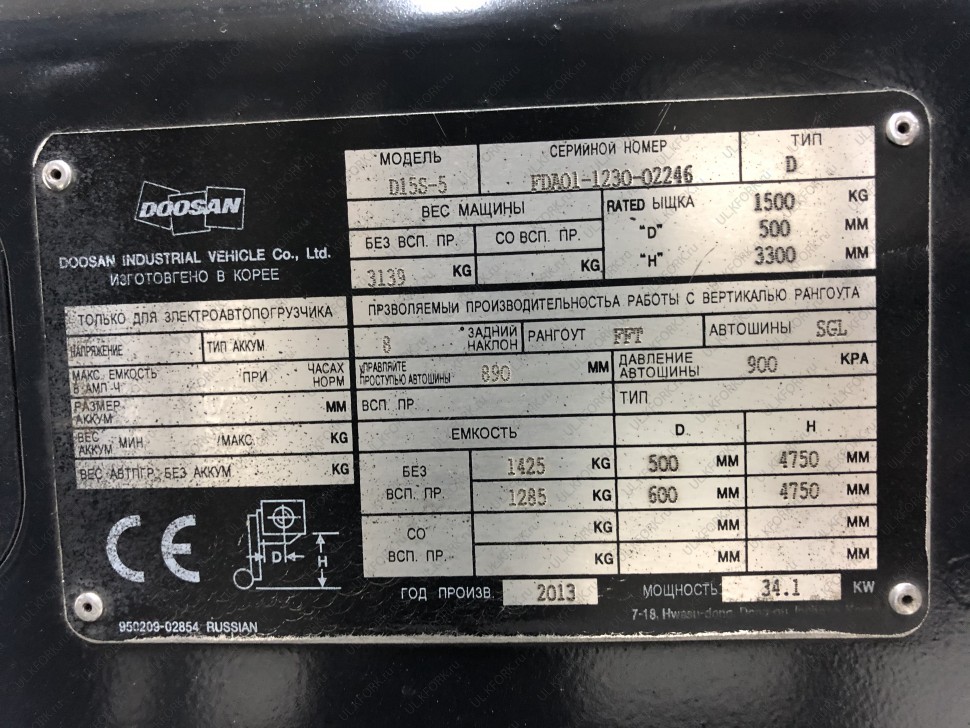 МОДЕЛЬ
D15S-5
СЕРИЙНОЙ НОМЕР
FDA01-1230-02246
ТИП
D
DOOSAN
DOOSAN INDUSTRIAL VEHICLE Co., Ltd.
ИЗГОТОВГЕНО В КОРЕЕ
ВЕС МАЩИНЫ
БЕЗ ВСП. ПР.
СО ВСП. ПР.
3139 KG
KG
RATED ЫЩКА 1500 KG
"D" 500 MM
"H" 3300 MM
ТОЛЬКО ДЛЯ ЗЛЕКТРОАВТОПОГРУЗЧИКА
НАПРЯЖЕНИЕ
ТИП АККУМ.
МАКС. ЕМКОСТЬ
В АМП·Ч
ПРИ
ЧАСАХ
НОРМ
РАЗМЕР
АККУМ
MM
ВЕС
АККУМ МИН.
/МАКС.
KG
ВЕС АВТПГР. БЕЗ АККУМ
KG
ПРЗВОЛЯЕМЫИ ПРОИЗВОДИТЕЛЬНОСТЬА РАБОТЫ С ВЕРТИКАЛЬЮ РАНГОУТА
8
°ЗАДНИЙ
НАКЛОН
РАНГОУТ FFT
АВТОШИНЫ SGL
УПРАВЛЯЙТЕ
ПРОСТУПЬЮ АВТОШИНЫ
890 MM
ДАВЛЕНИЕ
АВТОШИНЫ
900 KPA
ВСП. ПР.
ТИП
ЕМКОСТЬ D H
БЕЗ
ВСП. ПР.
1425 KG 500 MM 4750 MM
1285 KG 600 MM 4750 MM
СО
ВСП. ПР.
KG MM MM
KG MM MM
CE
D
H
ГОД ПРОИЗВ. 2013
МОЩНОСТЬ 34.1 KW
7-18, Hwasu-dong,
950209-02854 RUSSIAN